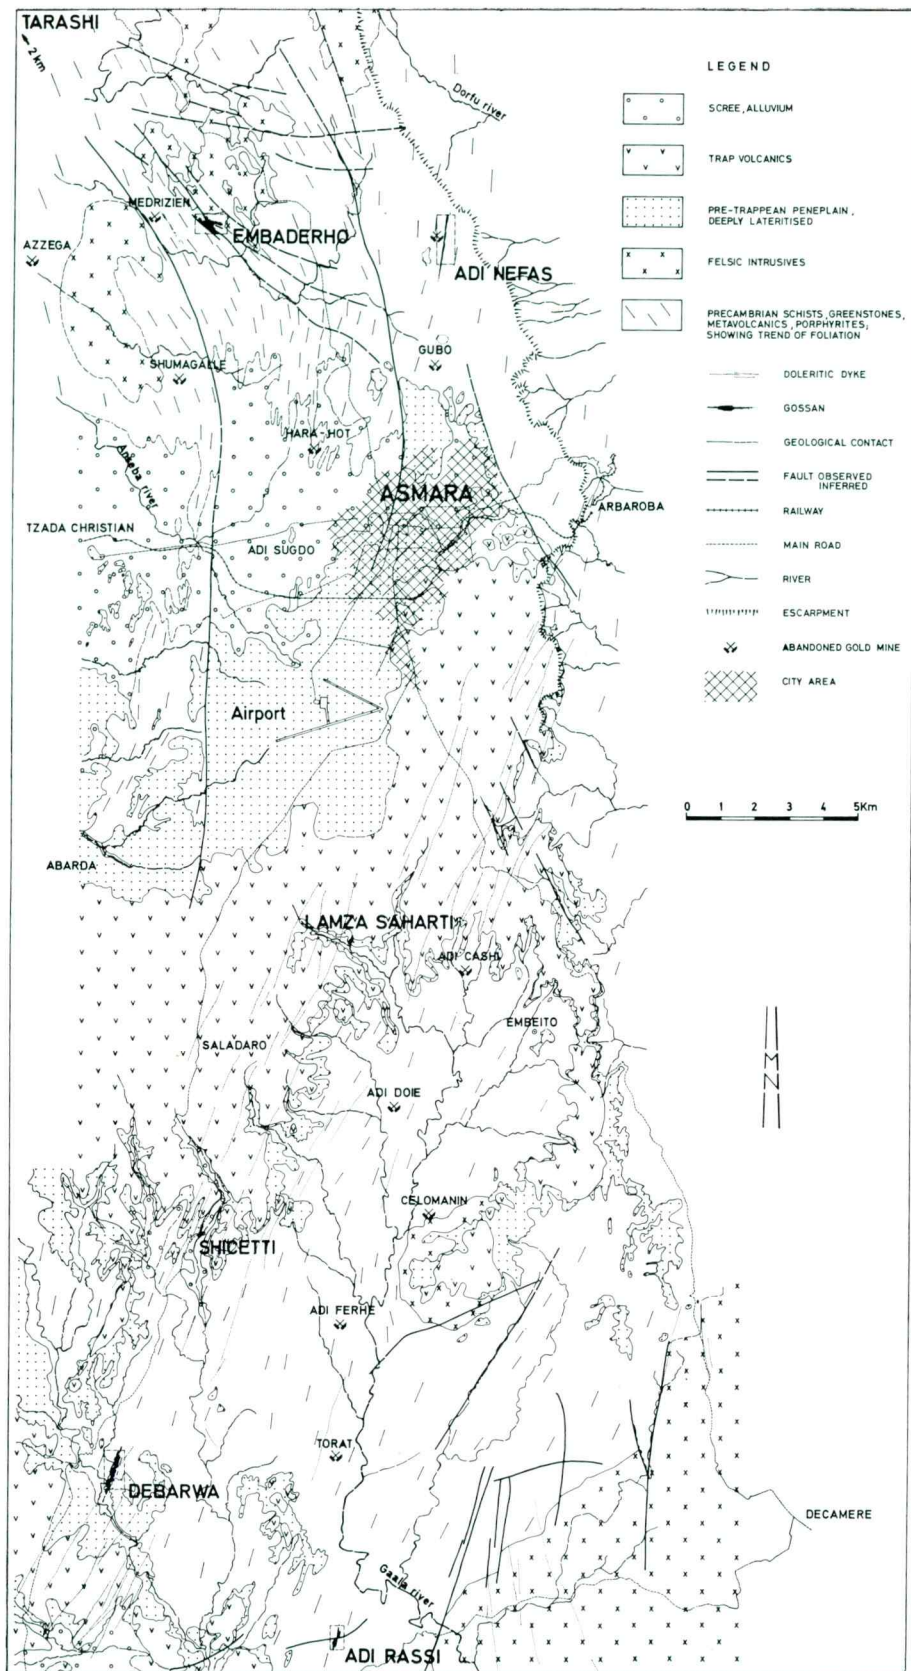 TARASHI
2 km
Dorfu river
MEDRIZIEN
EMBADERHO
AZZEGA
ADI NEFAS
GUBO
SHUMAGALLE
HARA-HOT
Anseba river
ASMARA
ARBAROBA
TZADA CHRISTIAN
ADI SUGDO
Airport
ABARDA
LAMZA SAHARTI
ADI CASHI
EMBEITO
SALADARO
ADI DOIE
CELOMANIN
SHICETTI
ADI FERHE
TORAT
DEBARWA
DECAMERE
Gaala river
ADI RASSI
LEGEND
SCREE, ALLUVIUM
TRAP VOLCANICS
PRE-TRAPPEAN PENEPLAIN,
DEEPLY LATERITISED
FELSIC INTRUSIVES
PRECAMBRIAN SCHISTS, GREENSTONES,
METAVOLCANICS, PORPHYRITES;
SHOWING TREND OF FOLIATION
DOLERITIC DYKE
GOSSAN
GEOLOGICAL CONTACT
FAULT OBSERVED
INFERRED
RAILWAY
MAIN ROAD
RIVER
ESCARPMENT
ABANDONED GOLD MINE
CITY AREA
0 1 2 3 4 5Km
MN